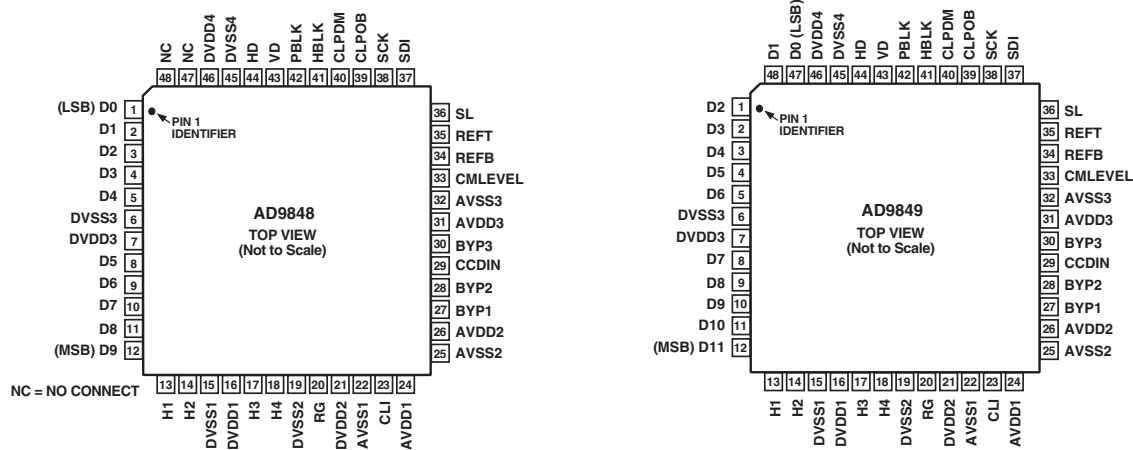 NC
NC
DVDD4
DVSS4
HD
VD
PBLK
HBLK
CLPDM
CLPOB
SCK
SDI
48 47 46 45 44 43 42 41 40 39 38 37
(LSB) D0 1
D1 2
D2 3
D3 4
D4 5
DVSS3 6
DVDD3 7
D5 8
D6 9
D7 10
D8 11
(MSB) D9 12
PIN 1
IDENTIFIER
AD9848
TOP VIEW
(Not to Scale)
36 SL
35 REFT
34 REFB
33 CMLEVEL
32 AVSS3
31 AVDD3
30 BYP3
29 CCDIN
28 BYP2
27 BYP1
26 AVDD2
25 AVSS2
13 14 15 16 17 18 19 20 21 22 23 24
NC = NO CONNECT
H1
H2
DVSS1
DVDD1
H3
H4
DVSS2
RG
DVDD2
AVSS1
CLI
AVDD1
D1
D0 (LSB)
DVDD4
DVSS4
HD
VD
PBLK
HBLK
CLPDM
CLPOB
SCK
SDI
48 47 46 45 44 43 42 41 40 39 38 37
D2 1
D3 2
D4 3
D5 4
D6 5
DVSS3 6
DVDD3 7
D7 8
D8 9
D9 10
D10 11
(MSB) D11 12
PIN 1
IDENTIFIER
AD9849
TOP VIEW
(Not to Scale)
36 SL
35 REFT
34 REFB
33 CMLEVEL
32 AVSS3
31 AVDD3
30 BYP3
29 CCDIN
28 BYP2
27 BYP1
26 AVDD2
25 AVSS2
13 14 15 16 17 18 19 20 21 22 23 24
H1
H2
DVSS1
DVDD1
H3
H4
DVSS2
RG
DVDD2
AVSS1
CLI
AVDD1